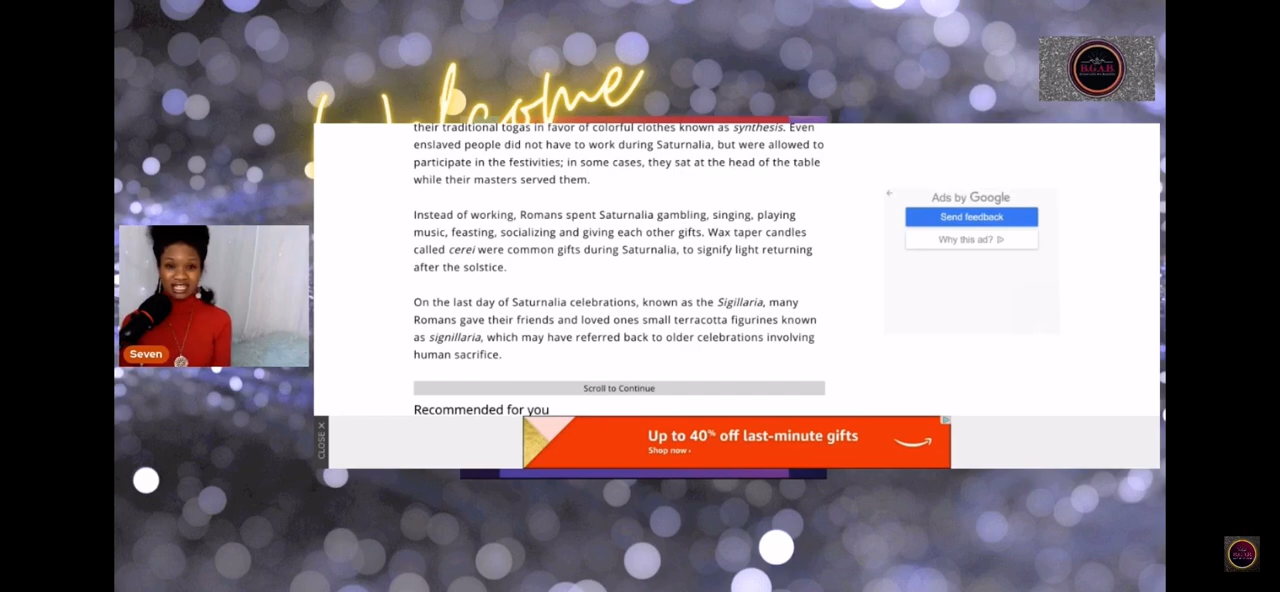 Welcome
B.G.A.B.
their traditional togas in favor of colorful clothes known as synthesis. Even
enslaved people did not have to work during Saturnalia, but were allowed to
participate in the festivities; in some cases, they sat at the head of the table
while their masters served them.
Instead of working, Romans spent Saturnalia gambling, singing, playing
music, feasting, socializing and giving each other gifts. Wax taper candles
called cerei were common gifts during Saturnalia, to signify light returning
after the solstice.
On the last day of Saturnalia celebrations, known as the Sigillaria, many
Romans gave their friends and loved ones small terracotta figurines known
as signillaria, which may have referred back to older celebrations involving
human sacrifice.
Scroll to Continue
Recommended for you
Ads by Google
Send feedback
Why this ad?
Seven
CLOSE X
Up to 40% off last-minute gifts
Shop now ›